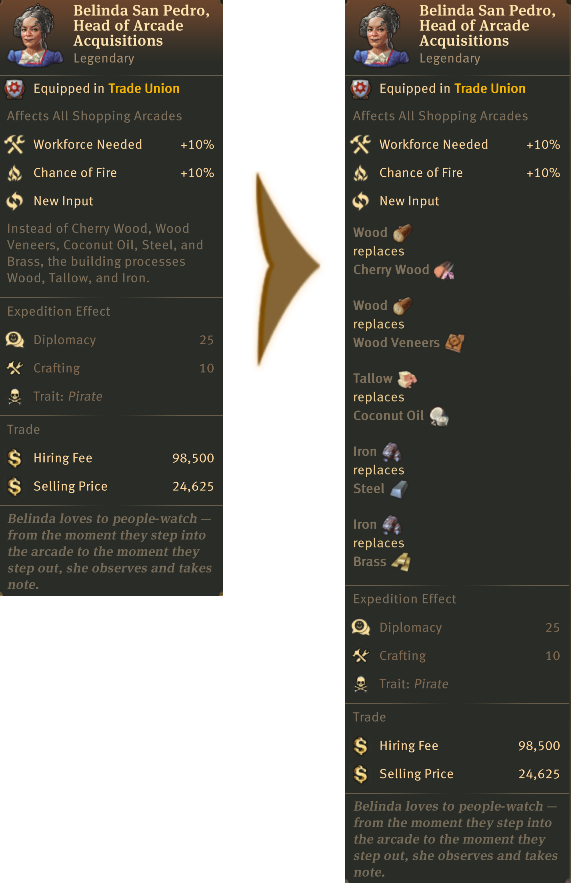 Belinda San Pedro,
Head of Arcade
Acquisitions
Legendary
Equipped in Trade Union
Affects All Shopping Arcades
Workforce Needed +10%
Chance of Fire +10%
New Input
Instead of Cherry Wood, Wood
Veneers, Coconut Oil, Steel, and
Brass, the building processes
Wood, Tallow, and Iron.
Expedition Effect
Diplomacy 25
Crafting 10
Trait: Pirate
Trade
Hiring Fee 98,500
Selling Price 24,625
Belinda loves to people-watch —
from the moment they step into
the arcade to the moment they
step out, she observes and takes
note.
Belinda San Pedro,
Head of Arcade
Acquisitions
Legendary
Equipped in Trade Union
Affects All Shopping Arcades
Workforce Needed +10%
Chance of Fire +10%
New Input
Wood
replaces
Cherry Wood
Wood
replaces
Wood Veneers
Tallow
replaces
Coconut Oil
Iron
replaces
Steel
Iron
replaces
Brass
Expedition Effect
Diplomacy 25
Crafting 10
Trait: Pirate
Trade
Hiring Fee 98,500
Selling Price 24,625
Belinda loves to people-watch —
from the moment they step into
the arcade to the moment they
step out, she observes and takes
note.